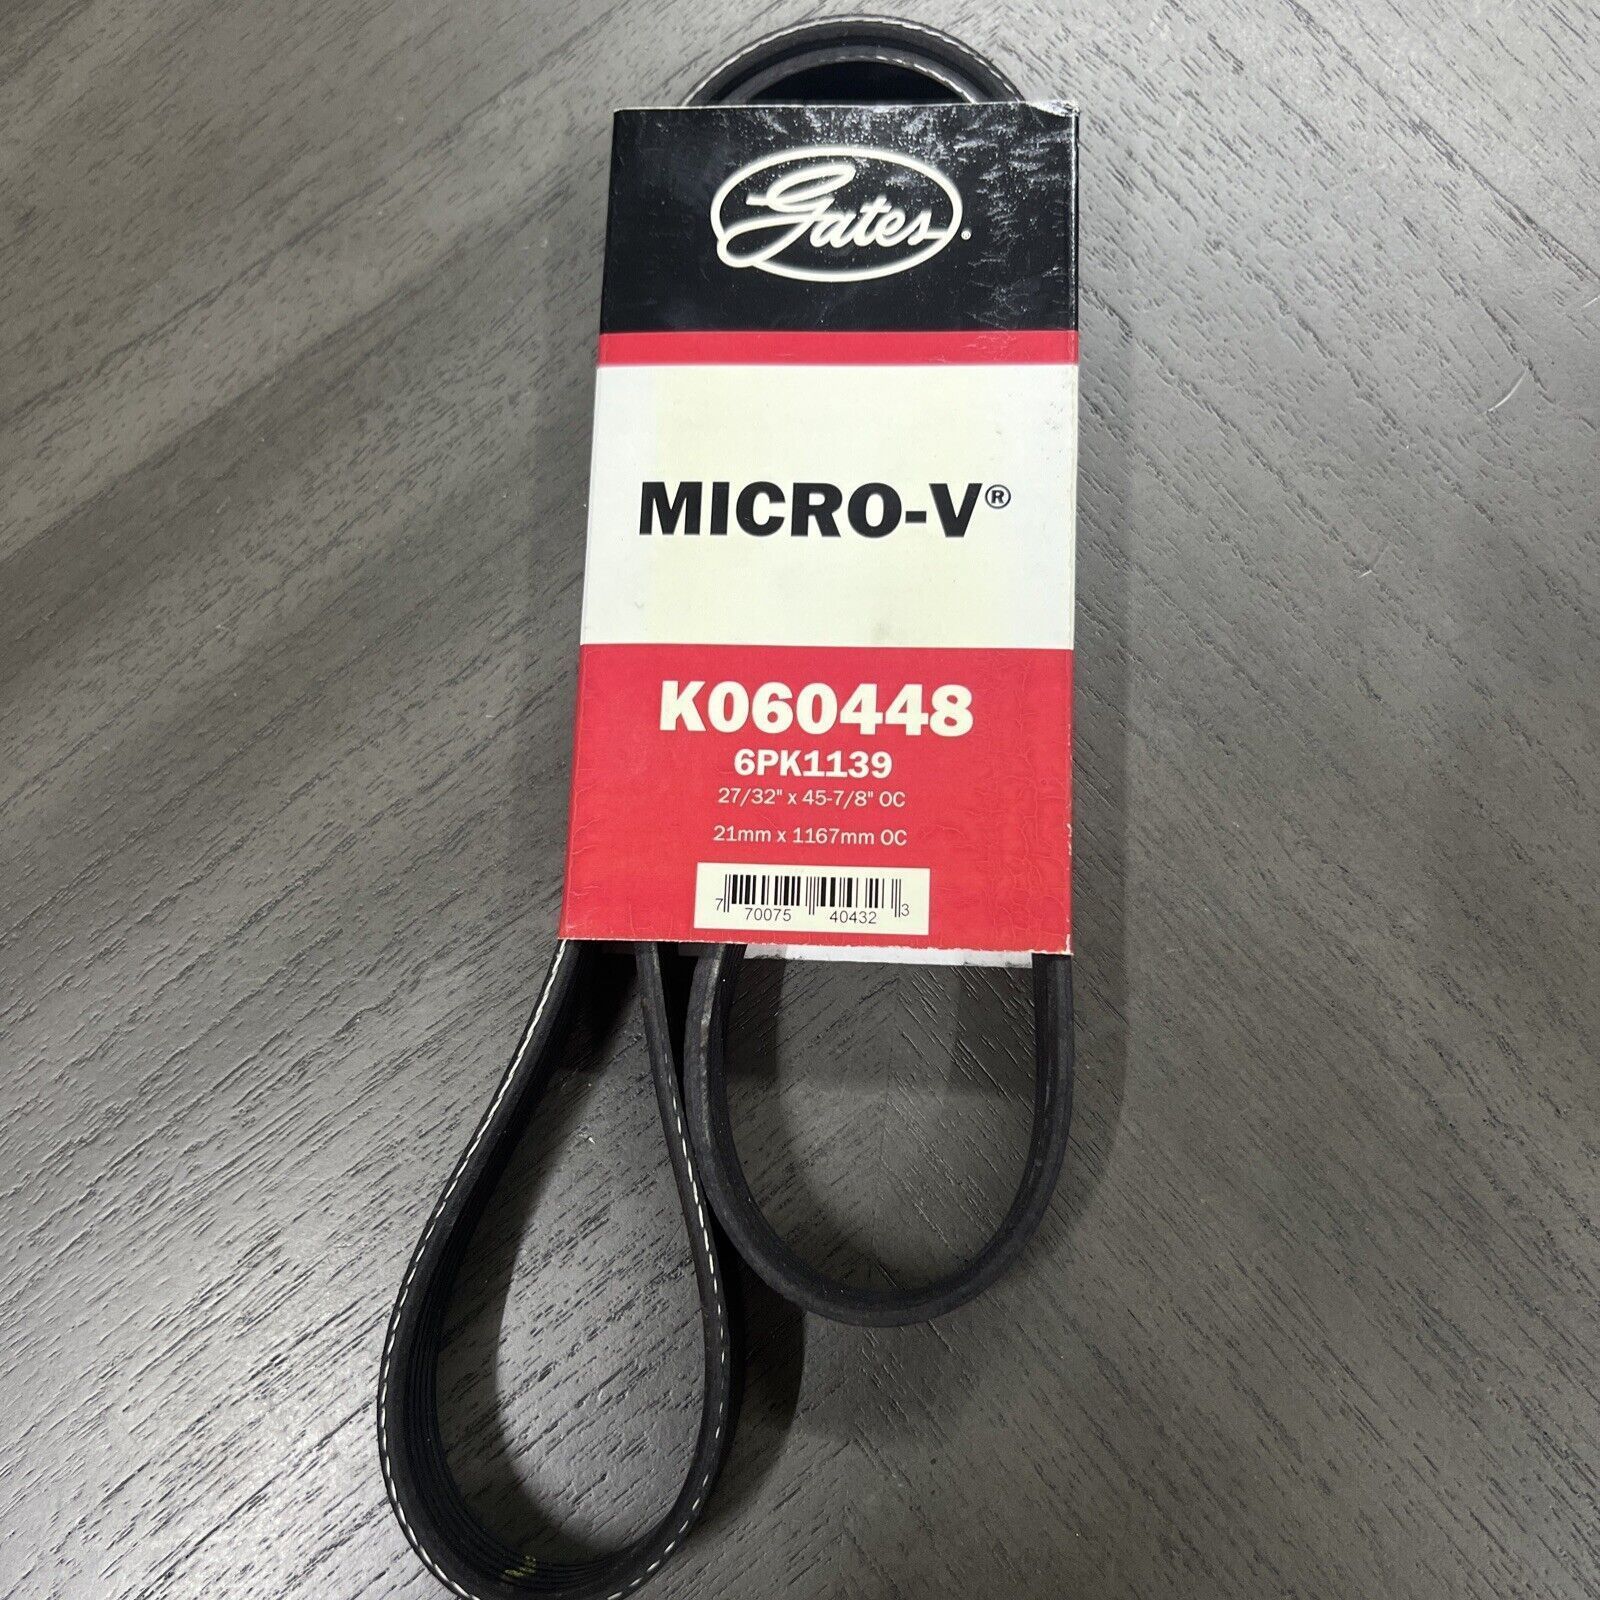 Gates®
MICRO-V®
K060448
6PK1139
27/32" x 45-7/8" OC
21mm x 1167mm OC
7 70075 40432 3